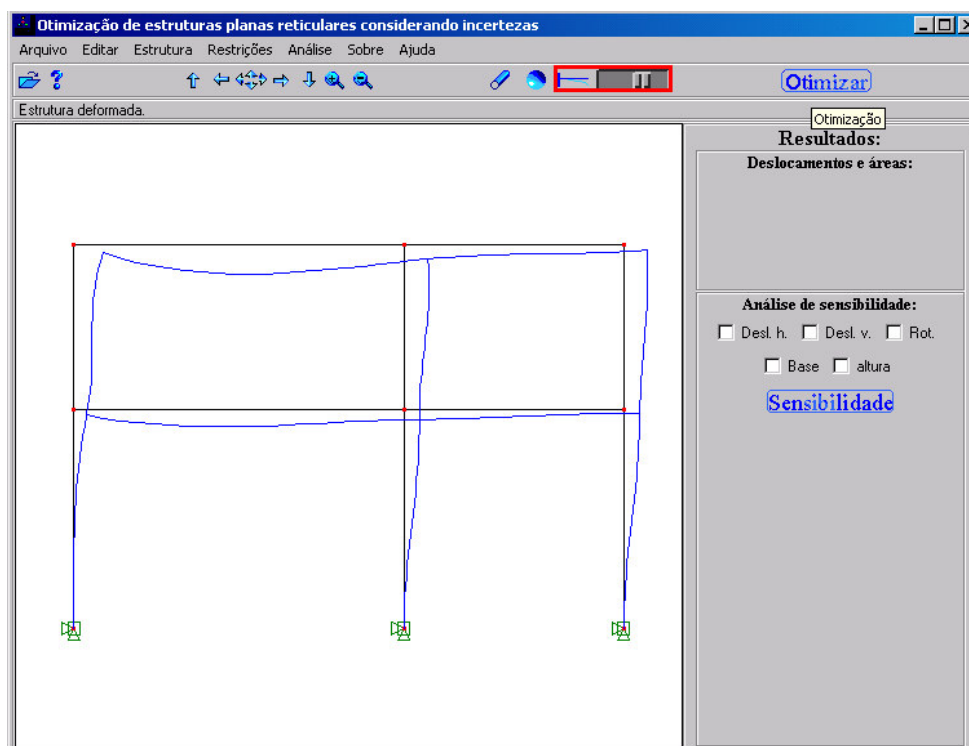 Otimização de estruturas planas reticulares considerando incertezas
Arquivo Editar Estrutura Restrições Análise Sobre Ajuda
Otimizar
Estrutura deformada.
Otimização
Resultados:
Deslocamentos e áreas:
Análise de sensibilidade:
Desl. h. Desl. v. Rot.
Base altura
Sensibilidade